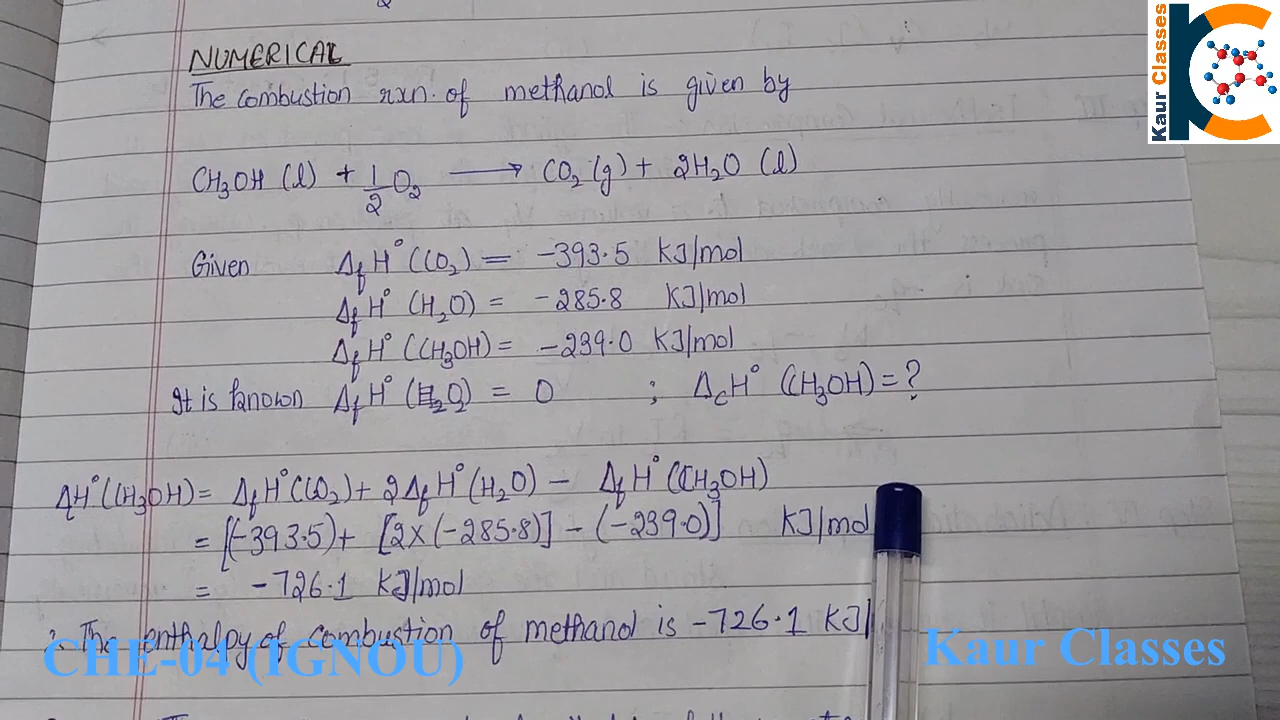 NUMERICAL
The combustion rxn. of methanol is given by
CH₃OH (l) + 1/2 O₂ ⟶ CO₂ (g) + 2H₂O (l)
Given ΔfH° (CO₂) = -393.5 KJ/mol
ΔfH° (H₂O) = -285.8 KJ/mol
ΔfH° (CH₃OH) = -239.0 KJ/mol
It is known ΔfH° (O₂) = 0 ; ΔcH° (CH₃OH) = ?
ΔcH° (CH₃OH) = ΔfH° (CO₂) + 2ΔfH° (H₂O) - ΔfH° (CH₃OH)
= [(-393.5) + [2×(-285.8)] - (-239.0)] KJ/mol
= -726.1 KJ/mol
∴ The enthalpy of combustion of methanol is -726.1 KJ/
CHE-04 (IGNOU)
Kaur Classes
Kaur Classes